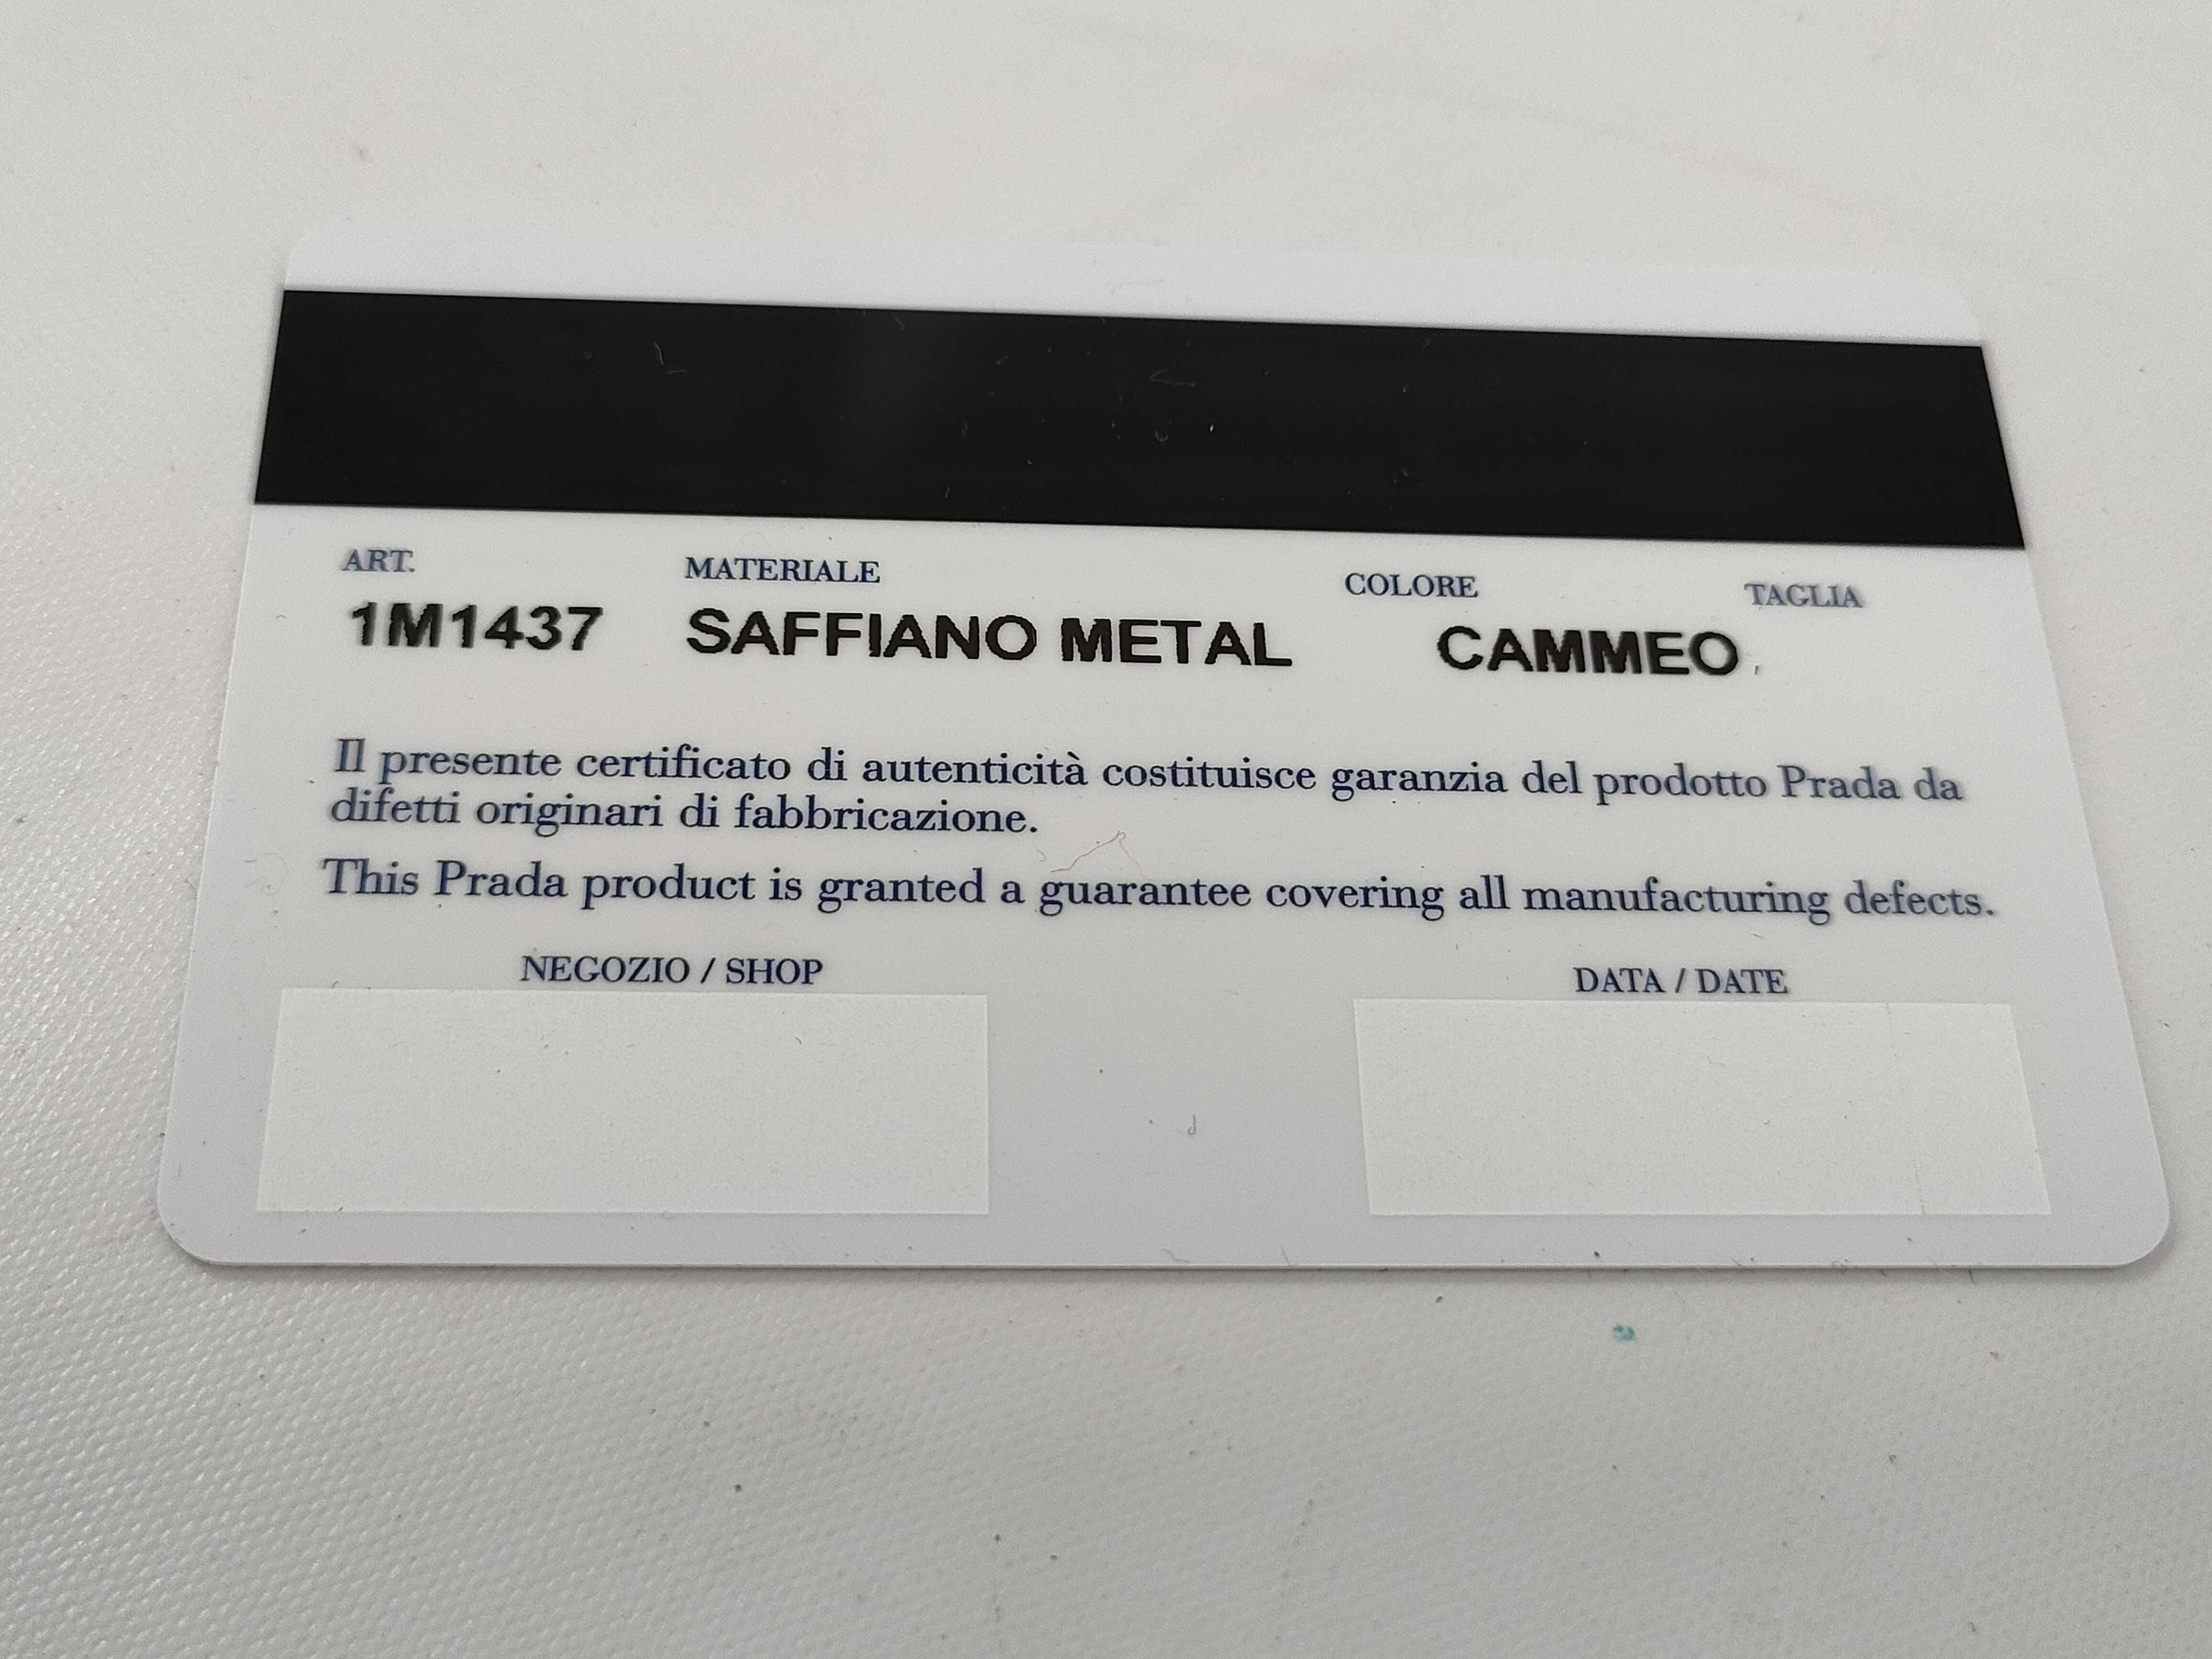 ART. MATERIALE COLORE TAGLIA
1M1437 SAFFIANO METAL CAMMEO
Il presente certificato di autenticità costituisce garanzia del prodotto Prada da
difetti originari di fabbricazione.
This Prada product is granted a guarantee covering all manufacturing defects.
NEGOZIO / SHOP DATA / DATE